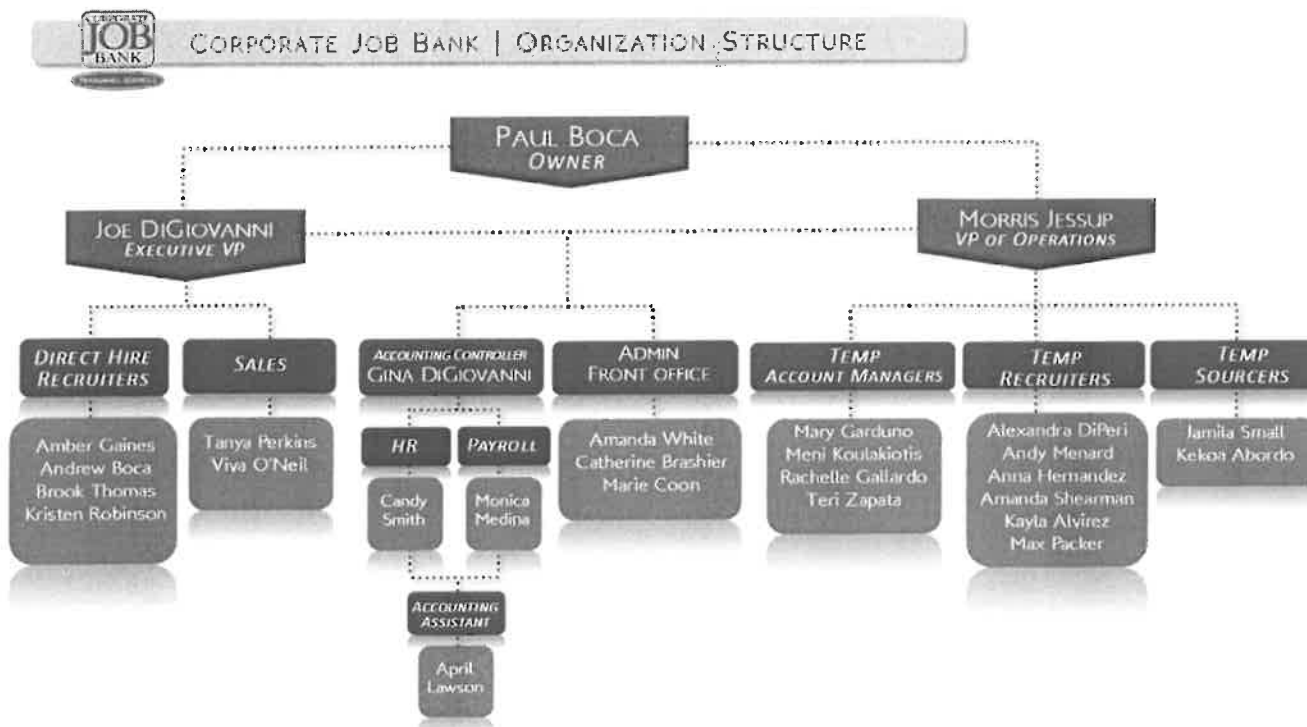 CORPORATE
JOB
BANK
CORPORATE JOB BANK | ORGANIZATION STRUCTURE
PAUL BOCA
OWNER
JOE DIGIOVANNI
EXECUTIVE VP
MORRIS JESSUP
VP OF OPERATIONS
DIRECT HIRE
RECRUITERS
Amber Gaines
Andrew Boca
Brook Thomas
Kristen Robinson
SALES
Tanya Perkins
Viva O'Neil
ACCOUNTING CONTROLLER
GINA DIGIOVANNI
HR
Candy
Smith
PAYROLL
Monica
Medina
ACCOUNTING
ASSISTANT
April
Lawson
ADMIN
FRONT OFFICE
Amanda White
Catherine Brashier
Marie Coon
TEMP
ACCOUNT MANAGERS
Mary Garduno
Meni Koulakiotis
Rachelle Gallardo
Teri Zapata
TEMP
RECRUITERS
Alexandra DiPeri
Andy Menard
Anna Hernandez
Amanda Shearman
Kayla Alvirez
Max Packer
TEMP
SOURCERS
Jamila Small
Kekoa Abordo